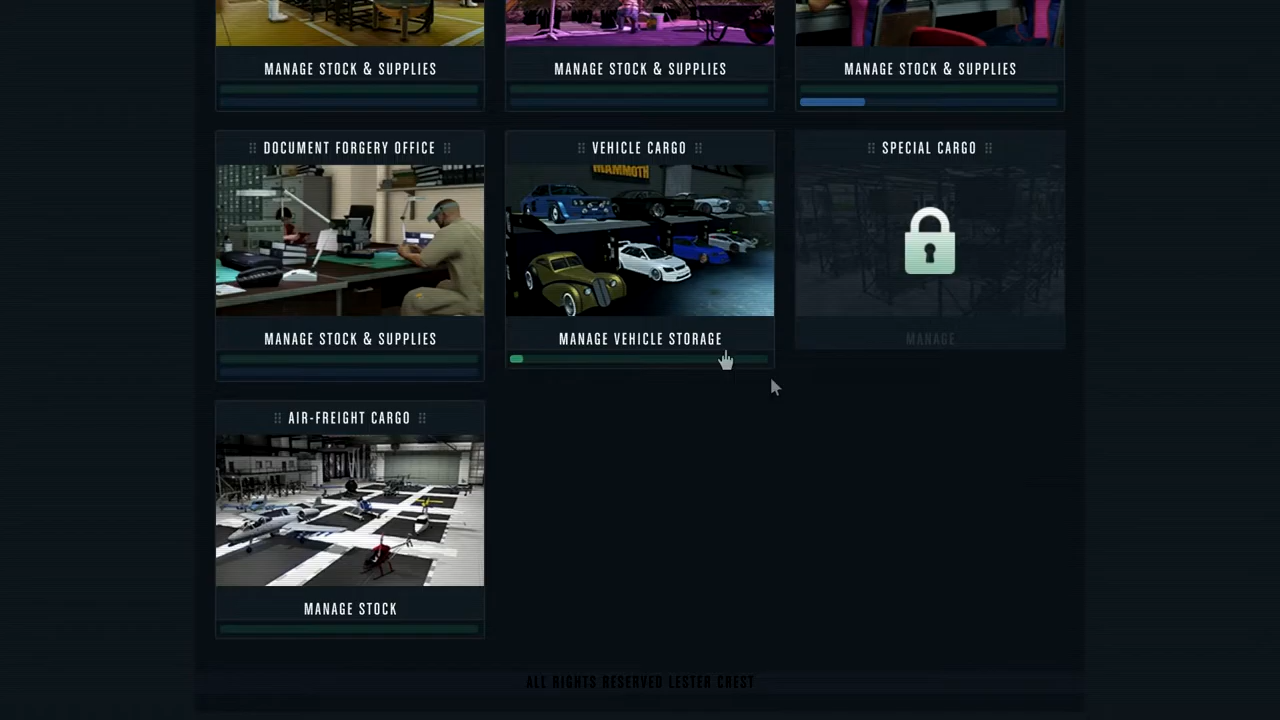 MANAGE STOCK & SUPPLIES
MANAGE STOCK & SUPPLIES
MANAGE STOCK & SUPPLIES
DOCUMENT FORGERY OFFICE
VEHICLE CARGO
SPECIAL CARGO
MAMMOTH
MANAGE STOCK & SUPPLIES
MANAGE VEHICLE STORAGE
MANAGE
AIR-FREIGHT CARGO
MANAGE STOCK
ALL RIGHTS RESERVED LESTER CREST